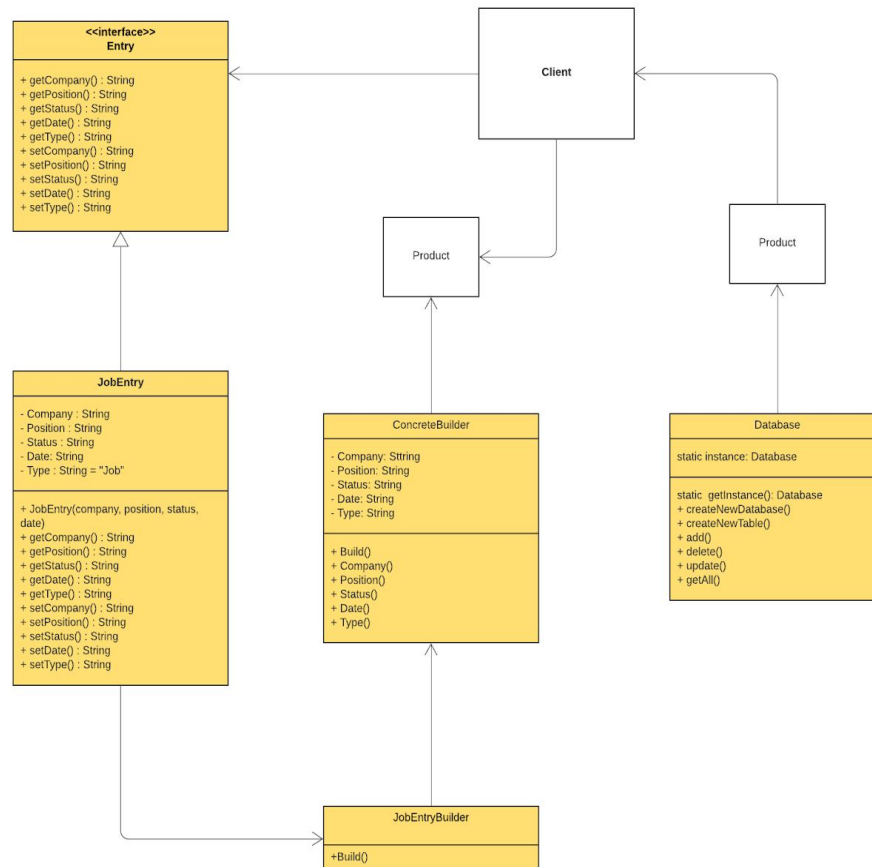 <<interface>>
Entry
+ getCompany() : String
+ getPosition() : String
+ getStatus() : String
+ getDate() : String
+ getType() : String
+ setCompany() : String
+ setPosition() : String
+ setStatus() : String
+ setDate() : String
+ setType() : String
Client
Product
Product
JobEntry
- Company : String
- Position : String
- Status : String
- Date: String
- Type : String = "Job"
+ JobEntry(company, position, status,
date)
+ getCompany() : String
+ getPosition() : String
+ getStatus() : String
+ getDate() : String
+ getType() : String
+ setCompany() : String
+ setPosition() : String
+ setStatus() : String
+ setDate() : String
+ setType() : String
ConcreteBuilder
- Company: Sttring
- Position: String
- Status: String
- Date: String
- Type: String
+ Build()
+ Company()
+ Position()
+ Status()
+ Date()
+ Type()
Database
static instance: Database
static getInstance(): Database
+ createNewDatabase()
+ createNewTable()
+ add()
+ delete()
+ update()
+ getAll()
JobEntryBuilder
+Build()